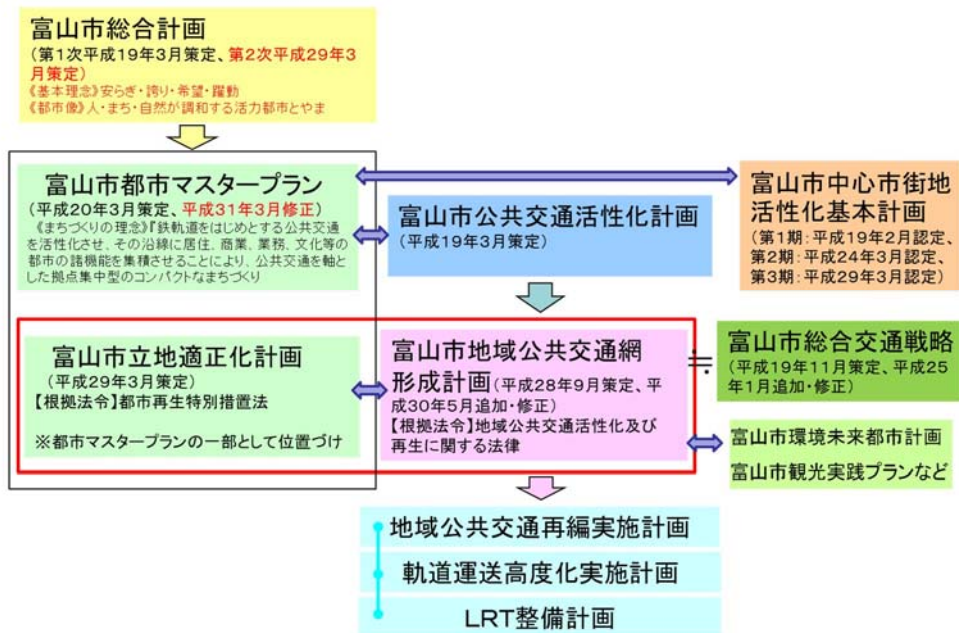 富山市総合計画
(第1次平成19年3月策定、第2次平成29年3
月策定)
《基本理念》安らぎ・誇り・希望・躍動
《都市像》人・まち・自然が調和する活力都市とやま
富山市都市マスタープラン
(平成20年3月策定、平成31年3月修正)
《まちづくりの理念》『鉄軌道をはじめとする公共交通
を活性化させ、その沿線に居住、商業、業務、文化等の
都市の諸機能を集積させることにより、公共交通を軸
とした拠点集中型のコンパクトなまちづくり
富山市公共交通活性化計画
(平成19年3月策定)
富山市中心市街地
活性化基本計画
(第1期:平成19年2月認定、
第2期:平成24年3月認定、
第3期:平成29年3月認定)
富山市立地適正化計画
(平成29年3月策定)
【根拠法令】都市再生特別措置法
※都市マスタープランの一部として位置づけ
富山市地域公共交通網
形成計画(平成28年9月策定、平
成30年5月追加・修正)
【根拠法令】地域公共交通活性化及び
再生に関する法律
≒
富山市総合交通戦略
(平成19年11月策定、平成25
年1月追加・修正)
富山市環境未来都市計画
富山市観光実践プランなど
地域公共交通再編実施計画
軌道運送高度化実施計画
LRT整備計画